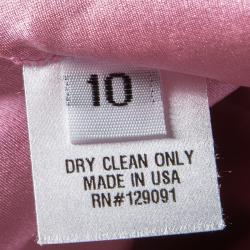 10
DRY CLEAN ONLY
MADE IN USA
RN#129091